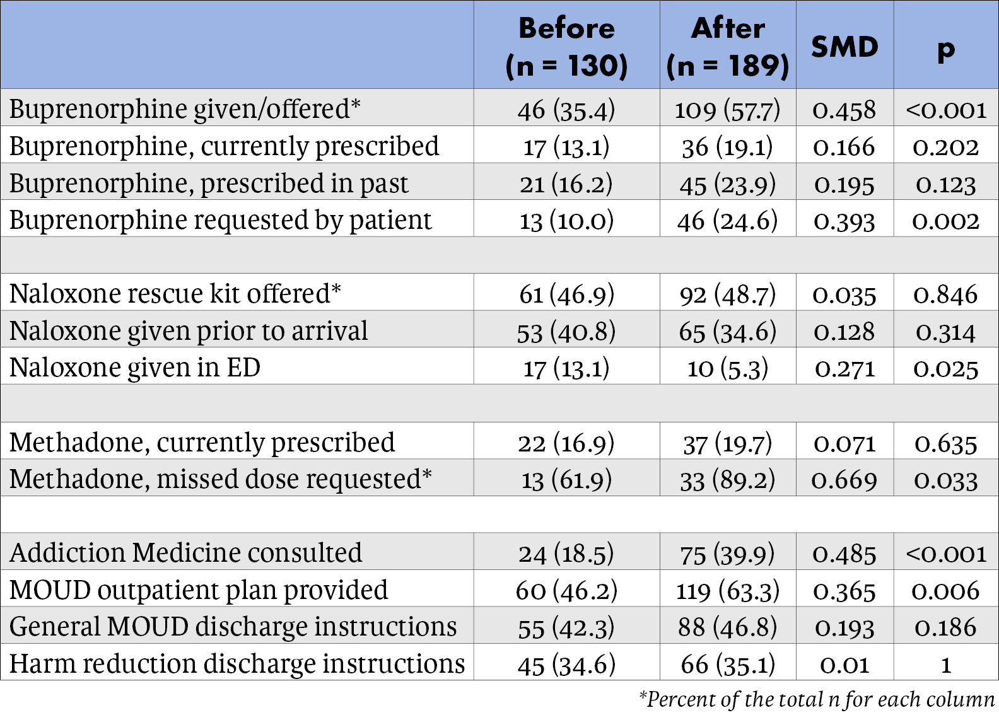 Before (n = 130) After (n = 189) SMD p
Buprenorphine given/offered* 46 (35.4) 109 (57.7) 0.458 <0.001
Buprenorphine, currently prescribed 17 (13.1) 36 (19.1) 0.166 0.202
Buprenorphine, prescribed in past 21 (16.2) 45 (23.9) 0.195 0.123
Buprenorphine requested by patient 13 (10.0) 46 (24.6) 0.393 0.002
Naloxone rescue kit offered* 61 (46.9) 92 (48.7) 0.035 0.846
Naloxone given prior to arrival 53 (40.8) 65 (34.6) 0.128 0.314
Naloxone given in ED 17 (13.1) 10 (5.3) 0.271 0.025
Methadone, currently prescribed 22 (16.9) 37 (19.7) 0.071 0.635
Methadone, missed dose requested* 13 (61.9) 33 (89.2) 0.669 0.033
Addiction Medicine consulted 24 (18.5) 75 (39.9) 0.485 <0.001
MOUD outpatient plan provided 60 (46.2) 119 (63.3) 0.365 0.006
General MOUD discharge instructions 55 (42.3) 88 (46.8) 0.193 0.186
Harm reduction discharge instructions 45 (34.6) 66 (35.1) 0.01 1
*Percent of the total n for each column